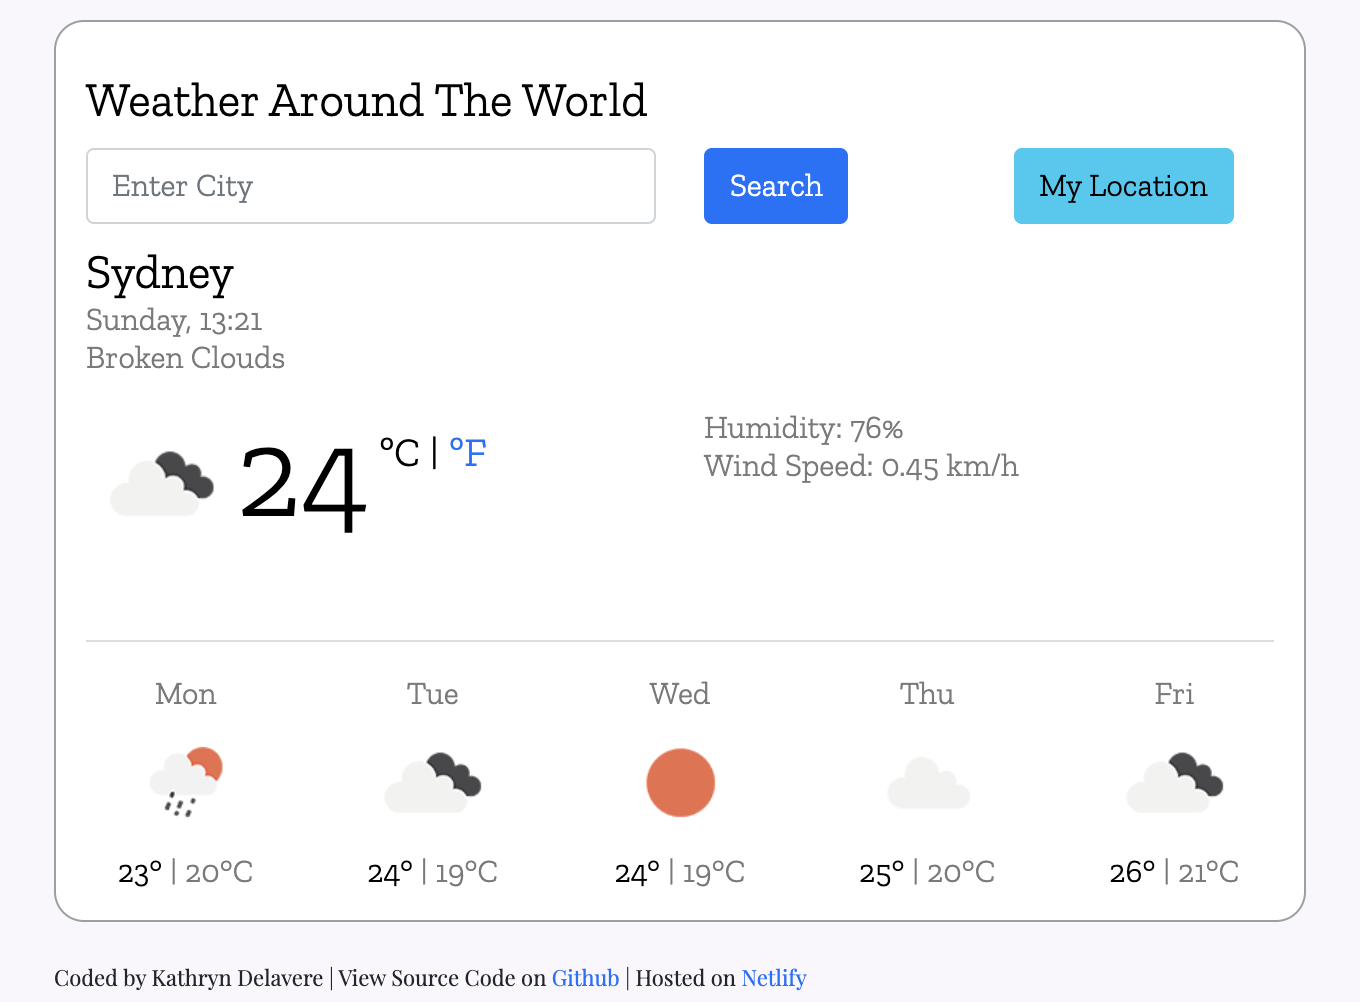 Weather Around The World
Enter City
Search
My Location
Sydney
Sunday, 13:21
Broken Clouds
24 °C | °F
Humidity: 76%
Wind Speed: 0.45 km/h
Mon Tue Wed Thu Fri
23° | 20°C 24° | 19°C 24° | 19°C 25° | 20°C 26° | 21°C
Coded by Kathryn Delavere | View Source Code on Github | Hosted on Netlify